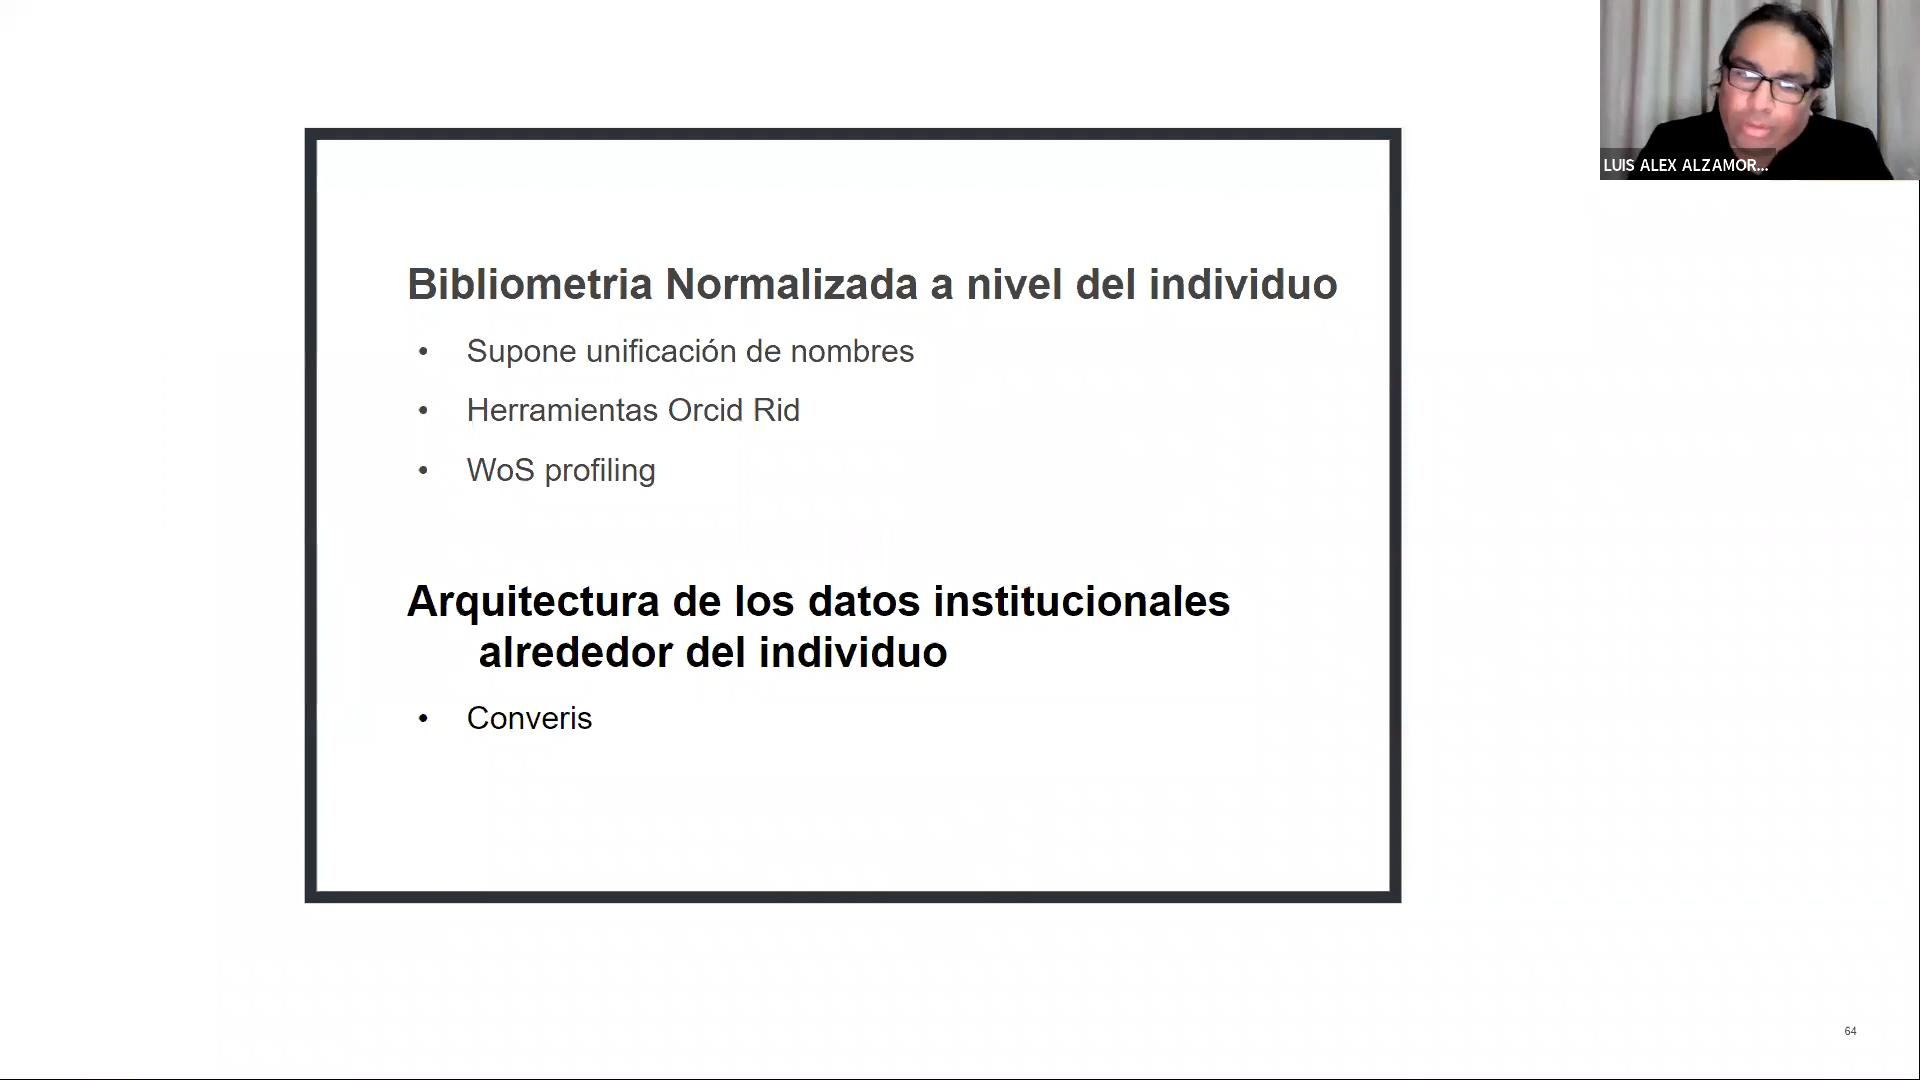 LUIS ALEX ALZAMOR...
Bibliometria Normalizada a nivel del individuo
• Supone unificación de nombres
• Herramientas Orcid Rid
• WoS profiling
Arquitectura de los datos institucionales
alrededor del individuo
• Converis
64